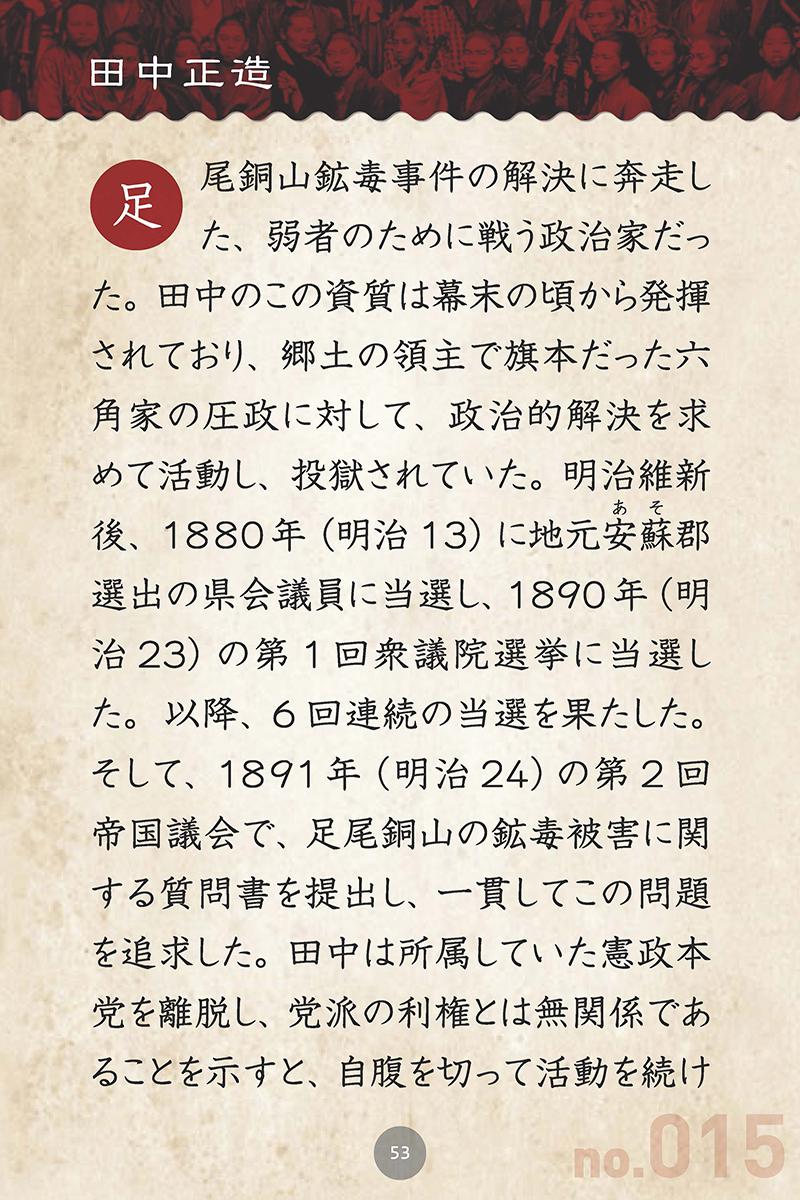 田中正造
足尾銅山鉱毒事件の解決に奔走し
た、弱者のために戦う政治家だっ
た。田中のこの資質は幕末の頃から発揮
されており、郷土の領主で旗本だった六
角家の圧政に対して、政治的解決を求
めて活動し、投獄されていた。明治維新
あそ
後、1880年（明治13）に地元安蘇郡
選出の県会議員に当選し、1890年（明
治23）の第1回衆議院選挙に当選し
た。以降、6回連続の当選を果たした。
そして、1891年（明治24）の第2回
帝国議会で、足尾銅山の鉱毒被害に関
する質問書を提出し、一貫してこの問題
を追求した。田中は所属していた憲政本
党を離脱し、党派の利権とは無関係であ
ることを示すと、自腹を切って活動を続け
53
no.015